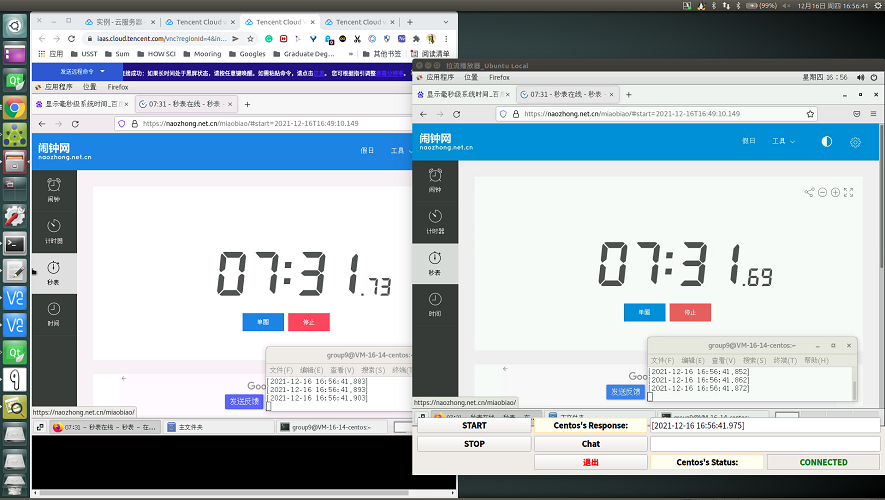 (99%) 12月16日 周四 16:56:41
实例 - 云服务器 Tencent Cloud Tencent Cloud Tencent Cloud
iaas.cloud.tencent.com/vnc?regionId=4&in
应用 USST Sum HOW SCI Mooring Googles Graduate Deg... » 其他书签 阅读清单
发送远程命令
应用程序 位置 Firefox
07:31 - 秒表在线 - 秒表
https://naozhong.net.cn/miaobiao/#start=2021-12-16T16:49:10.149
闹钟网
naozhong.net.cn
假日 工具
闹钟
计时器
秒表
时间
07:31.73
单圈 停止
group9@VM-16-14-centos:~
文件(F) 编辑(E) 查看(V) 搜索(S) 终端
[2021-12-16 16:56:41,883]
[2021-12-16 16:56:41,893]
[2021-12-16 16:56:41,903]
Goo
发送反馈
https://naozhong.net.cn/miaobiao/
07:31 - 秒表在线 - 秒表 - 在... 主文件夹 group9@VM-16-14-centos:~
拉流播放器_Ubuntu Local
应用程序 位置 Firefox 星期四 16:56
显示毫秒级系统时间_百 07:31 - 秒表在线 - 秒表
https://naozhong.net.cn/miaobiao/#start=2021-12-16T16:49:10.149
闹钟网
naozhong.net.cn
假日 工具
闹钟
计时器
秒表
时间
07:31.69
单圈 停止
group9@VM-16-14-centos:~
文件(F) 编辑(E) 查看(V) 搜索(S) 终端(T) 帮助(H)
[2021-12-16 16:56:41,852]
[2021-12-16 16:56:41,862]
[2021-12-16 16:56:41,872]
Goo
发送反馈
https://naozhong.net.cn/miaobiao/
START Centos's Response: [2021-12-16 16:56:41.975]
STOP Chat
退出 Centos's Status: CONNECTED